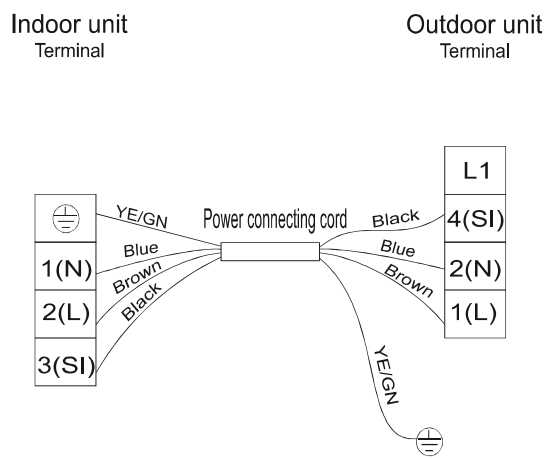 Indoor unit
Terminal
Outdoor unit
Terminal
L1
YE/GN
Power connecting cord
Black
4(SI)
1(N)
Blue
Blue
2(N)
Brown
Brown
2(L)
Black
1(L)
3(SI)
YE/GN